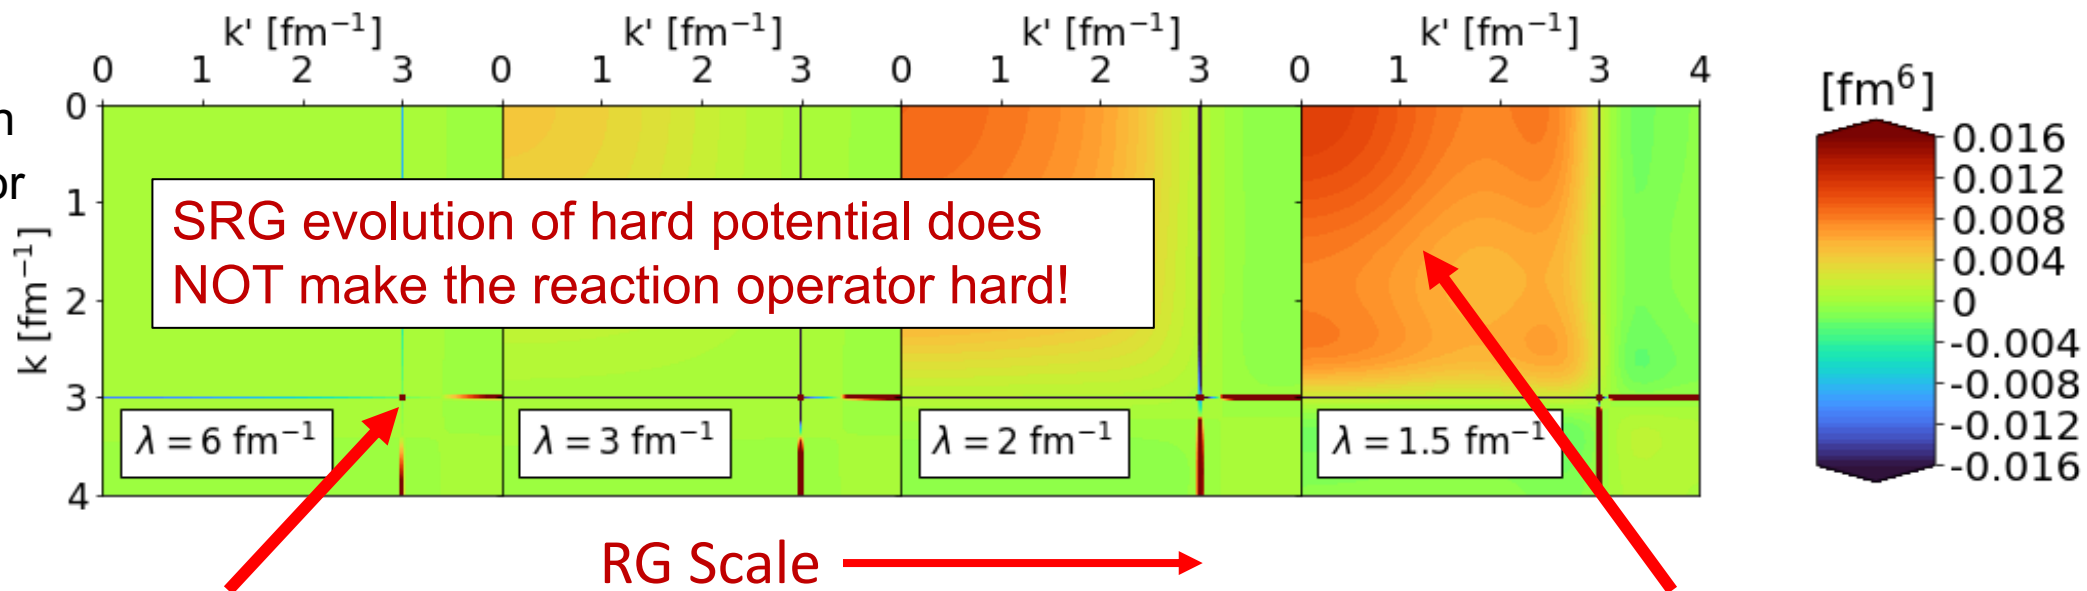 k' [fm⁻¹] k' [fm⁻¹] k' [fm⁻¹] k' [fm⁻¹]
0 1 2 3 0 1 2 3 0 1 2 3 0 1 2 3 4
[fm⁶]
0
1
2
3
4
k [fm⁻¹]
n
or
SRG evolution of hard potential does
NOT make the reaction operator hard!
λ = 6 fm⁻¹ λ = 3 fm⁻¹ λ = 2 fm⁻¹ λ = 1.5 fm⁻¹
0.016
0.012
0.008
0.004
0
-0.004
-0.008
-0.012
-0.016
RG Scale